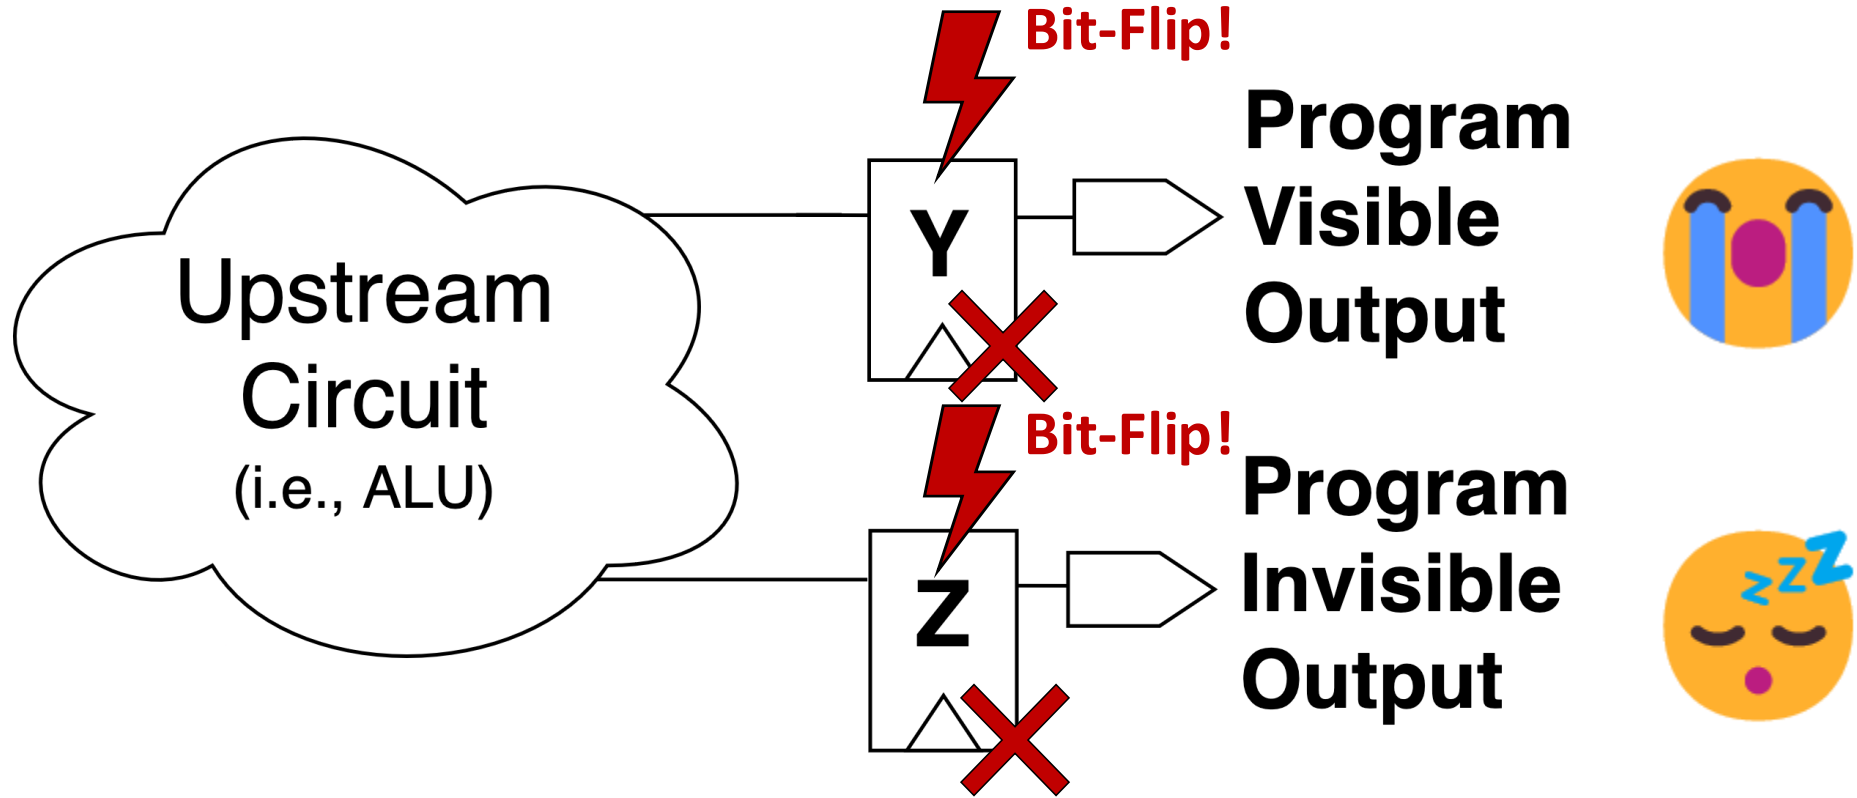 Bit-Flip!
Program
Visible
Output
Y
Upstream
Circuit
(i.e., ALU)
Bit-Flip!
Program
Invisible
Output
Z
z z z